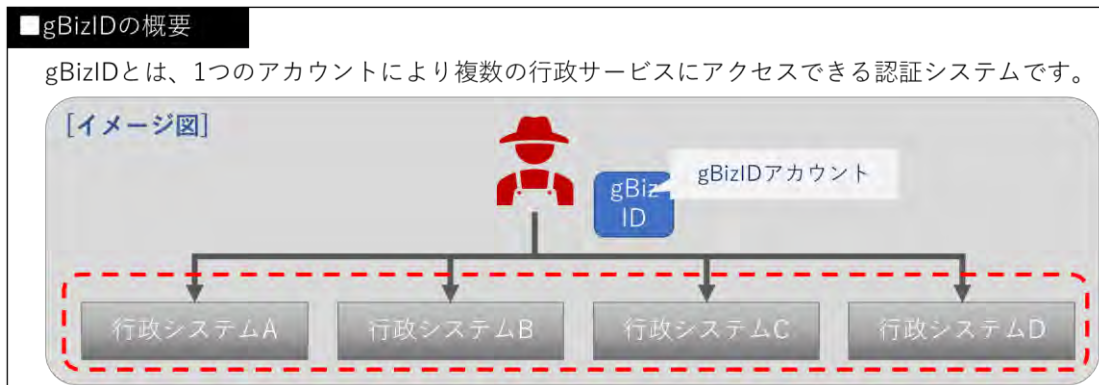 ■gBizIDの概要
gBizIDとは、1つのアカウントにより複数の行政サービスにアクセスできる認証システムです。
[イメージ図]
gBiz
ID
gBizIDアカウント
行政システムA
行政システムB
行政システムC
行政システムD